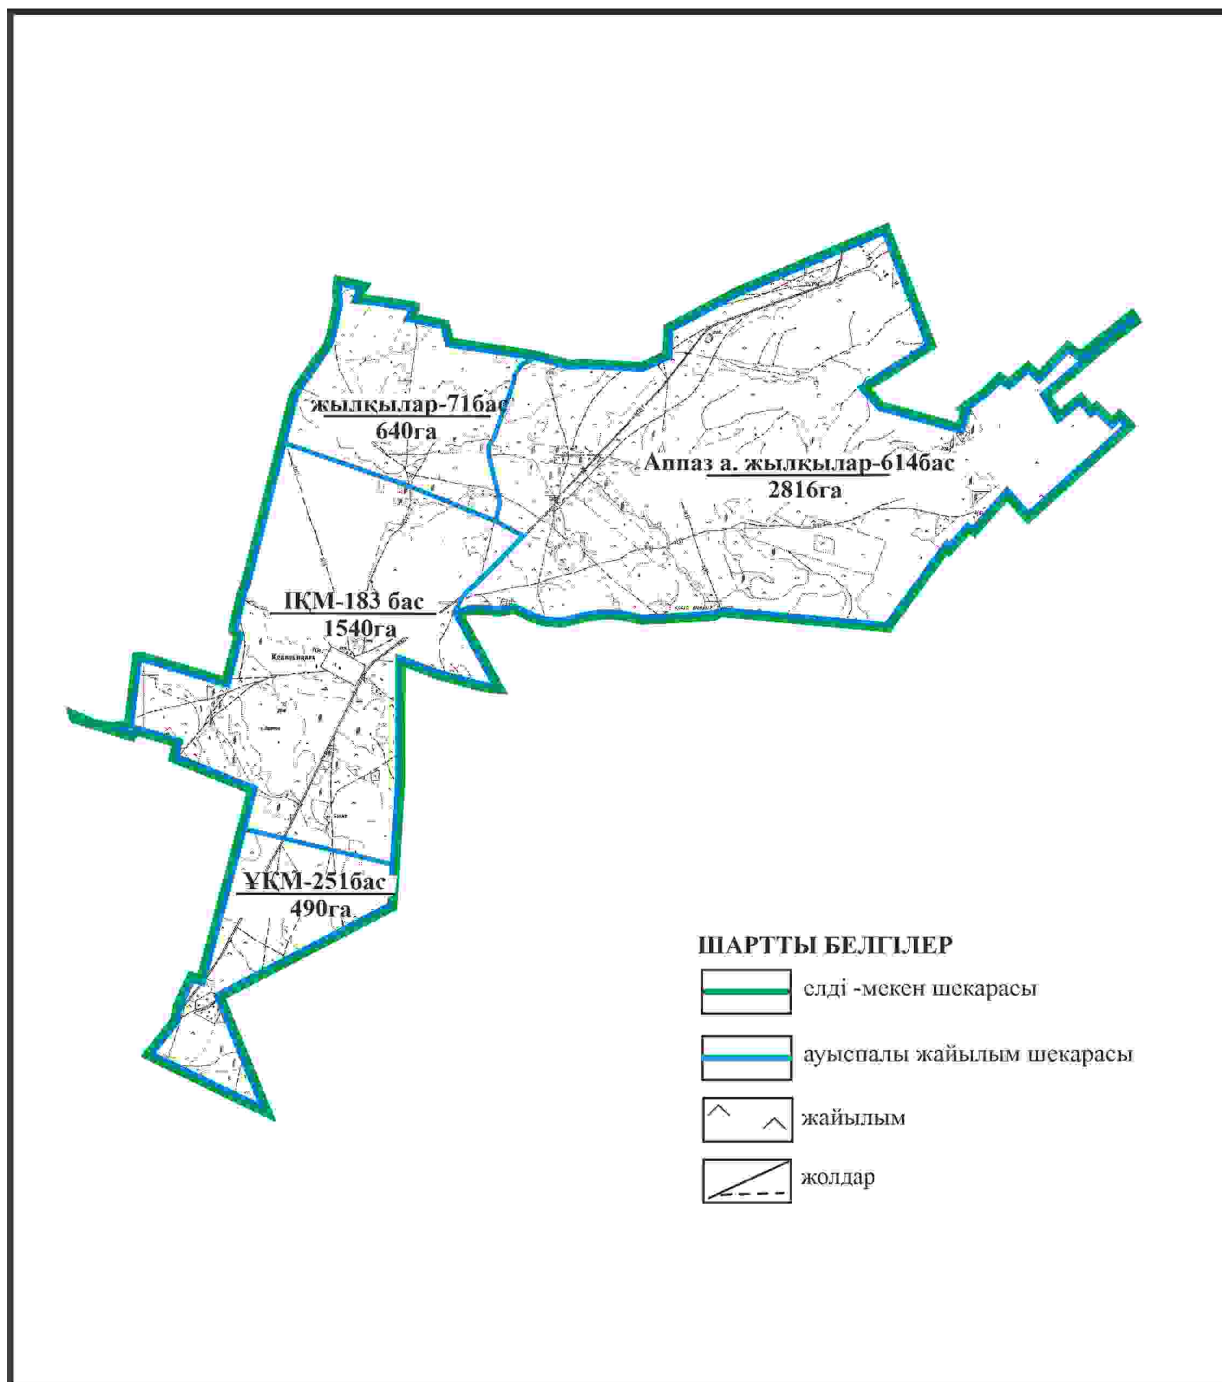 жылқылар-71бас
640га
Аппаз а. жылқылар-614бас
2816га
ІҚМ-183 бас
1540га
ҰҚМ-251бас
490га
ШАРТТЫ БЕЛГІЛЕР
елді -мекен шекарасы
ауыспалы жайылым шекарасы
жайылым
жолдар